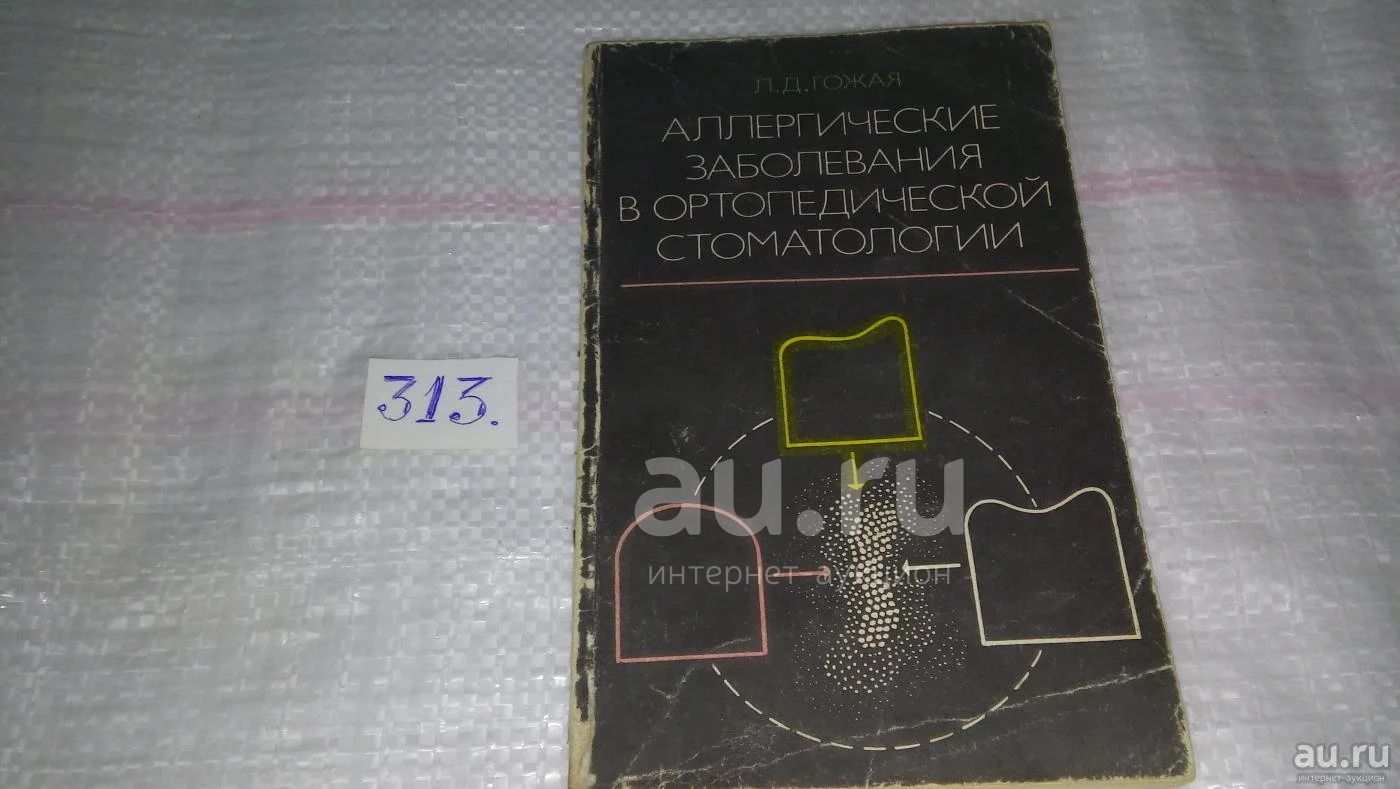 Л.Д.ГОЖАЯ
АЛЛЕРГИЧЕСКИЕ
ЗАБОЛЕВАНИЯ
В ОРТОПЕДИЧЕСКОЙ
СТОМАТОЛОГИИ
313.
au.ru
интернет-аукцион
au.ru
интернет-аукцион